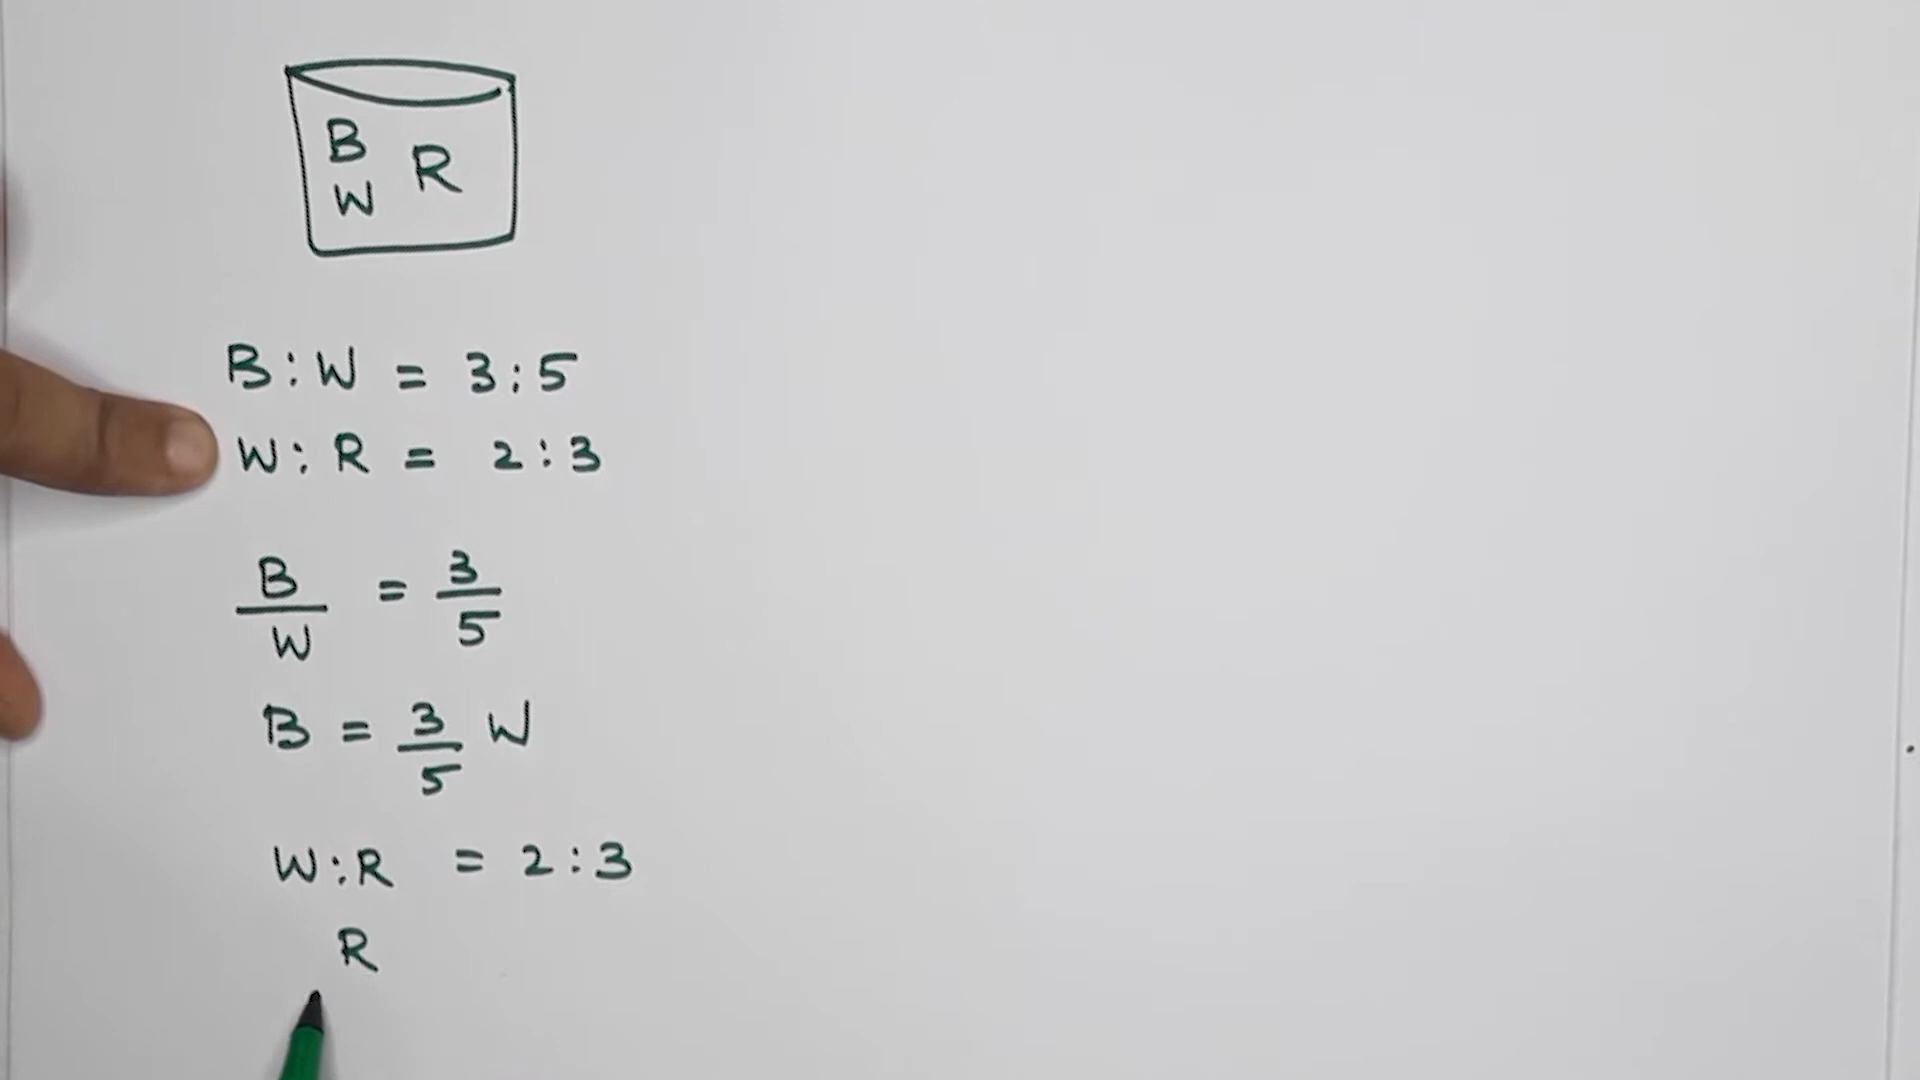 B R
W
B:W = 3:5
W:R = 2:3
B/W = 3/5
B = 3/5 W
W:R = 2:3
R